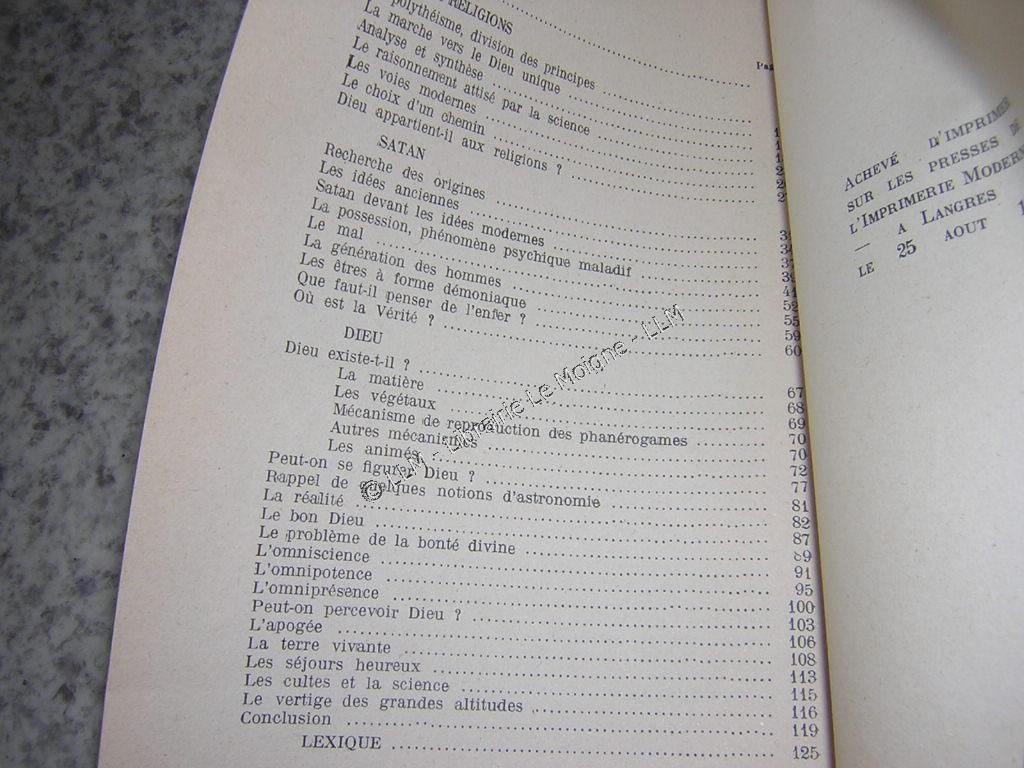 RELIGIONS
polythéisme, division des principes
La marche vers le Dieu unique
Analyse et synthèse
Le raisonnement attisé par la science
Les voies modernes
Le choix d'un chemin
Dieu appartient-il aux religions ?
SATAN
Recherche des origines
Les idées anciennes 34
Satan devant les idées modernes 37
La possession, phénomène psychique maladif 39
Le mal 41
La génération des hommes 52
Les êtres à forme démoniaque 55
Que faut-il penser de l'enfer ? 59
Où est la Vérité ? 60
DIEU
Dieu existe-t-il ? 67
La matière 68
Les végétaux 69
Mécanisme de reproduction des phanérogames 70
Autres mécanismes 70
Les animés 72
Peut-on se figurer Dieu ? 77
Rappel de quelques notions d'astronomie 81
La réalité 82
Le bon Dieu 87
Le problème de la bonté divine 89
L'omniscience 91
L'omnipotence 95
L'omniprésence 100
Peut-on percevoir Dieu ? 103
L'apogée 106
La terre vivante 108
Les séjours heureux 113
Les cultes et la science 115
Le vertige des grandes altitudes 116
Conclusion 119
LEXIQUE 125
ACHEVÉ D'IMPRIMER
SUR LES PRESSES DE
L'IMPRIMERIE MODERNE
— A LANGRES
LE 25 AOUT
© LLM - Librairie Le Moigne - LLM